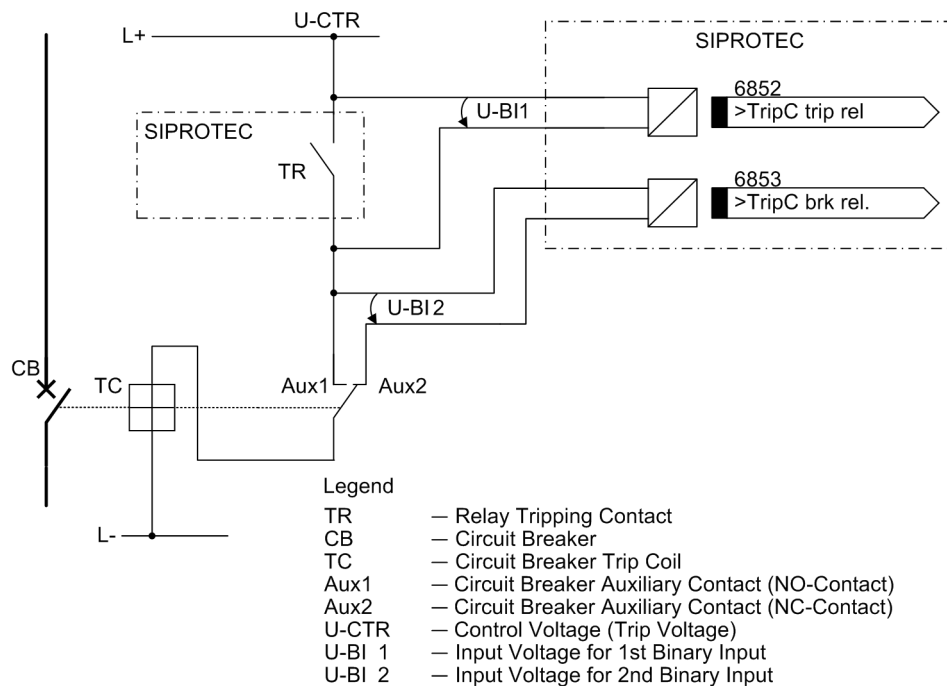 U-CTR
L+
SIPROTEC
6852
>TripC trip rel
U-BI1
SIPROTEC
TR
6853
>TripC brk rel.
U-BI 2
CB
TC
Aux1
Aux2
L-
Legend
TR — Relay Tripping Contact
CB — Circuit Breaker
TC — Circuit Breaker Trip Coil
Aux1 — Circuit Breaker Auxiliary Contact (NO-Contact)
Aux2 — Circuit Breaker Auxiliary Contact (NC-Contact)
U-CTR — Control Voltage (Trip Voltage)
U-BI 1 — Input Voltage for 1st Binary Input
U-BI 2 — Input Voltage for 2nd Binary Input